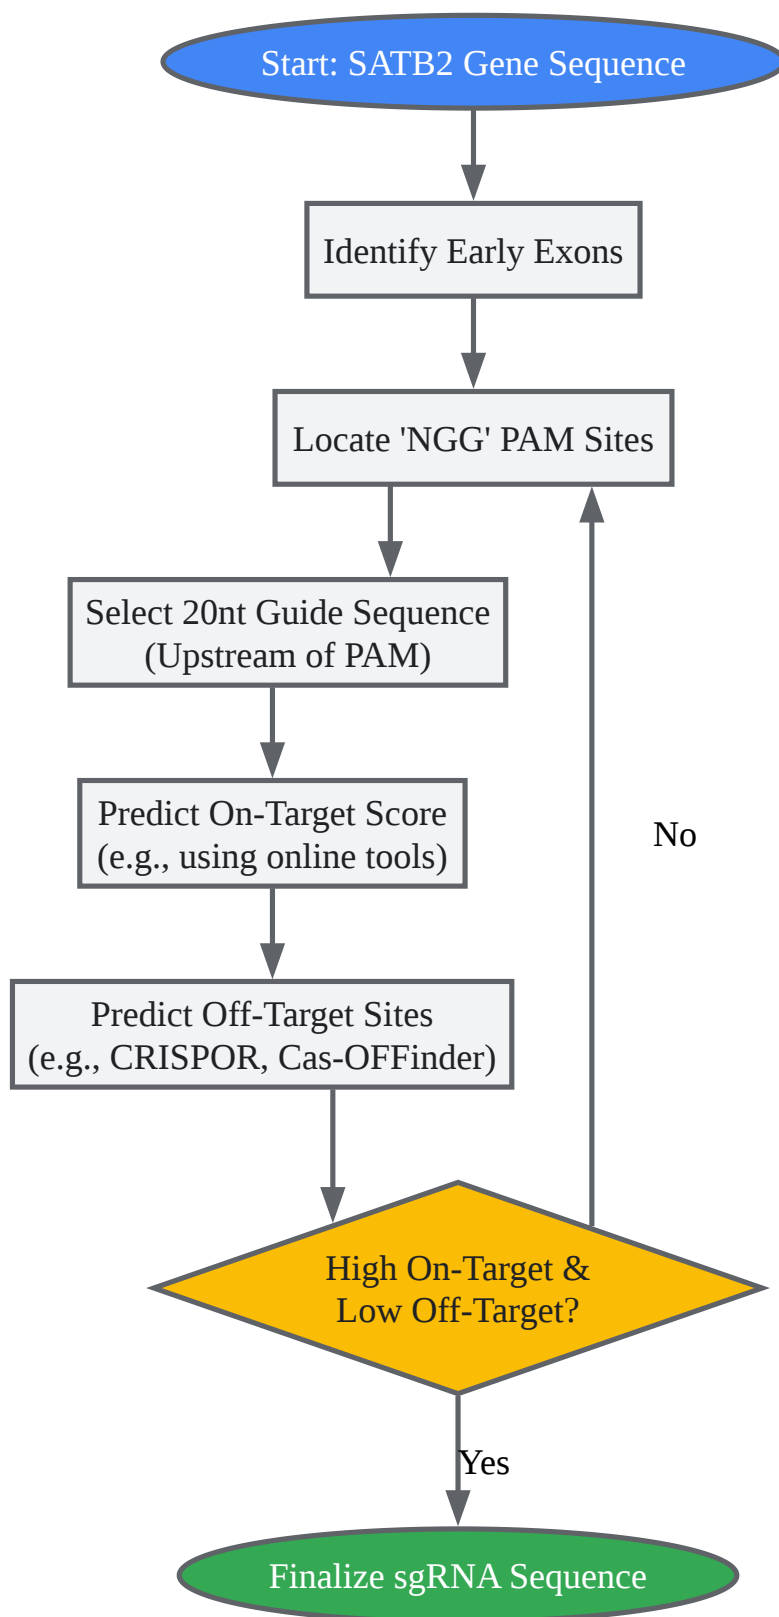 Start: SATB2 Gene Sequence
Identify Early Exons
Locate 'NGG' PAM Sites
Select 20nt Guide Sequence
(Upstream of PAM)
Predict On-Target Score
(e.g., using online tools)
No
Predict Off-Target Sites
(e.g., CRISPOR, Cas-OFFinder)
High On-Target &
Low Off-Target?
Yes
Finalize sgRNA Sequence